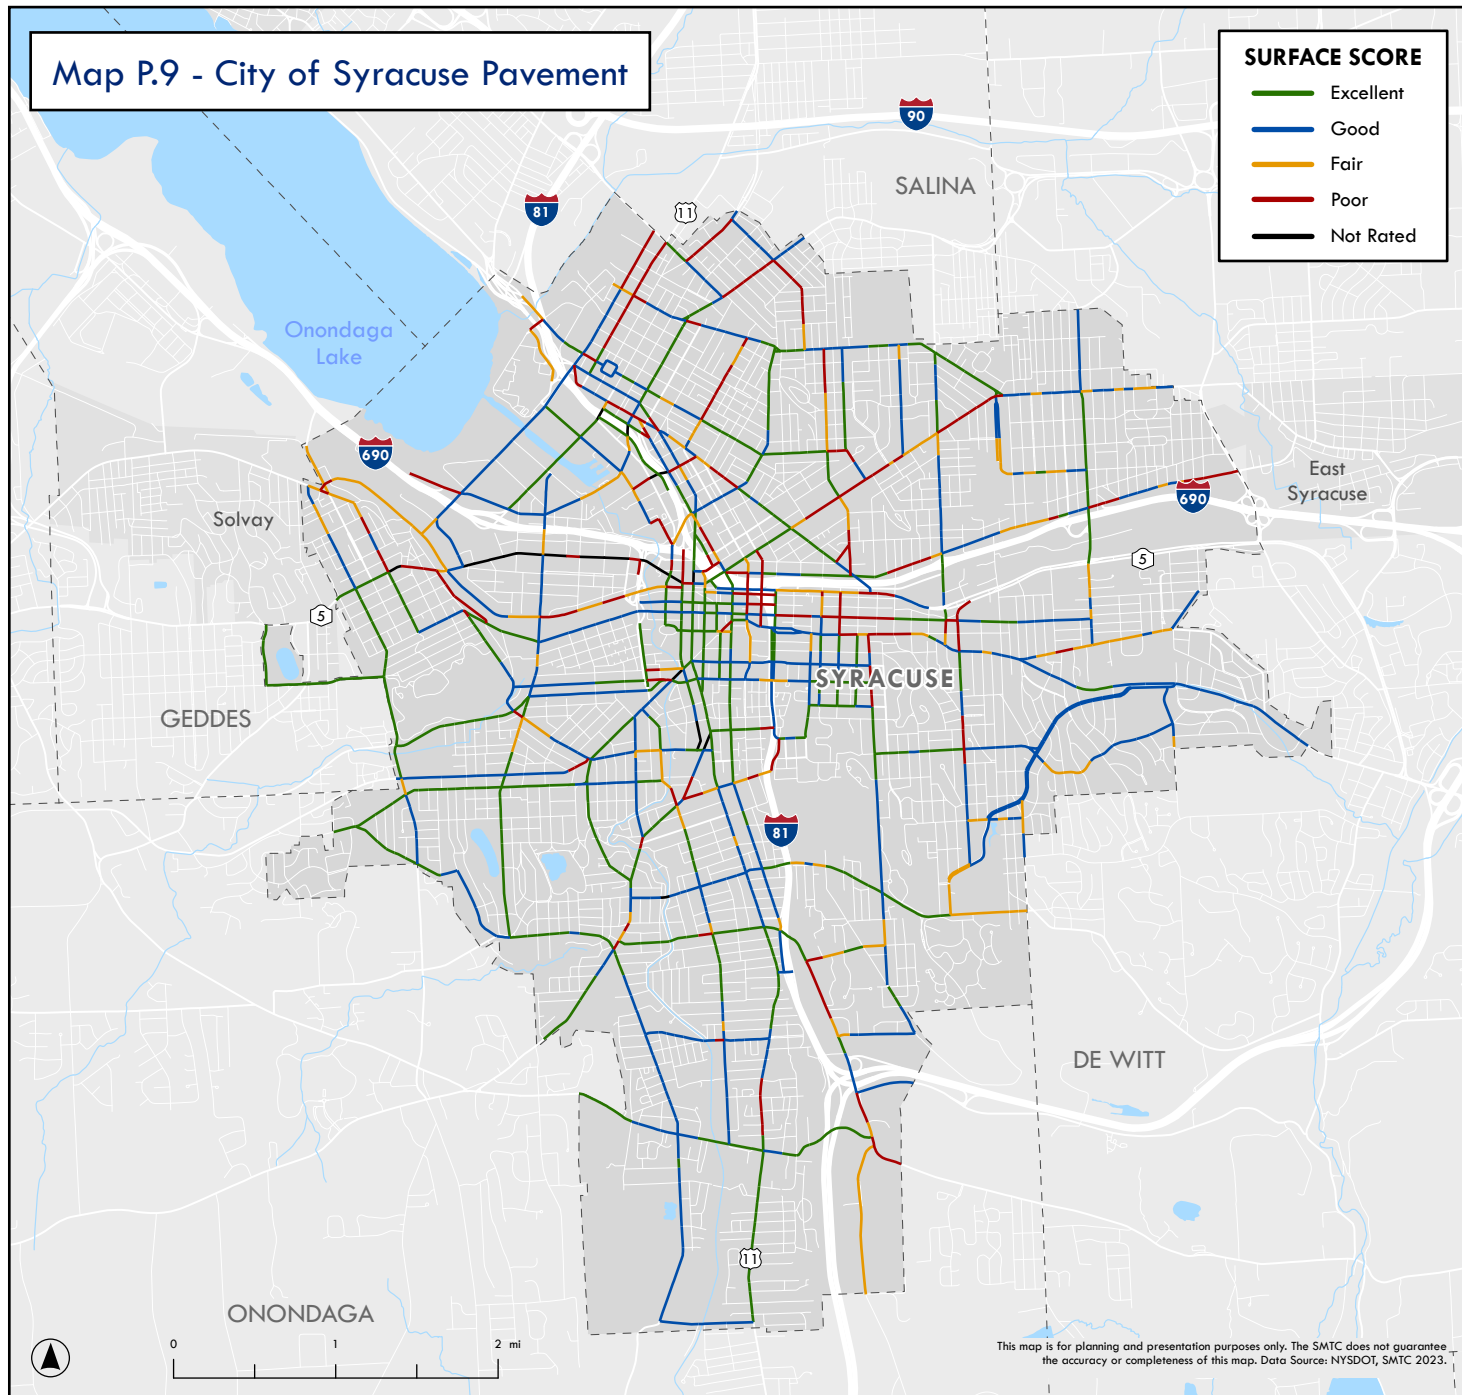 Map P.9 - City of Syracuse Pavement
SURFACE SCORE
Excellent
Good
Fair
Poor
Not Rated
90
SALINA
11
81
Onondaga
Lake
690
East
Syracuse
690
Solvay
5
5
SYRACUSE
GEDDES
81
DE WITT
11
ONONDAGA
0 1 2 mi
This map is for planning and presentation purposes only. The SMTC does not guarantee
the accuracy or completeness of this map. Data Source: NYSDOT, SMTC 2023.